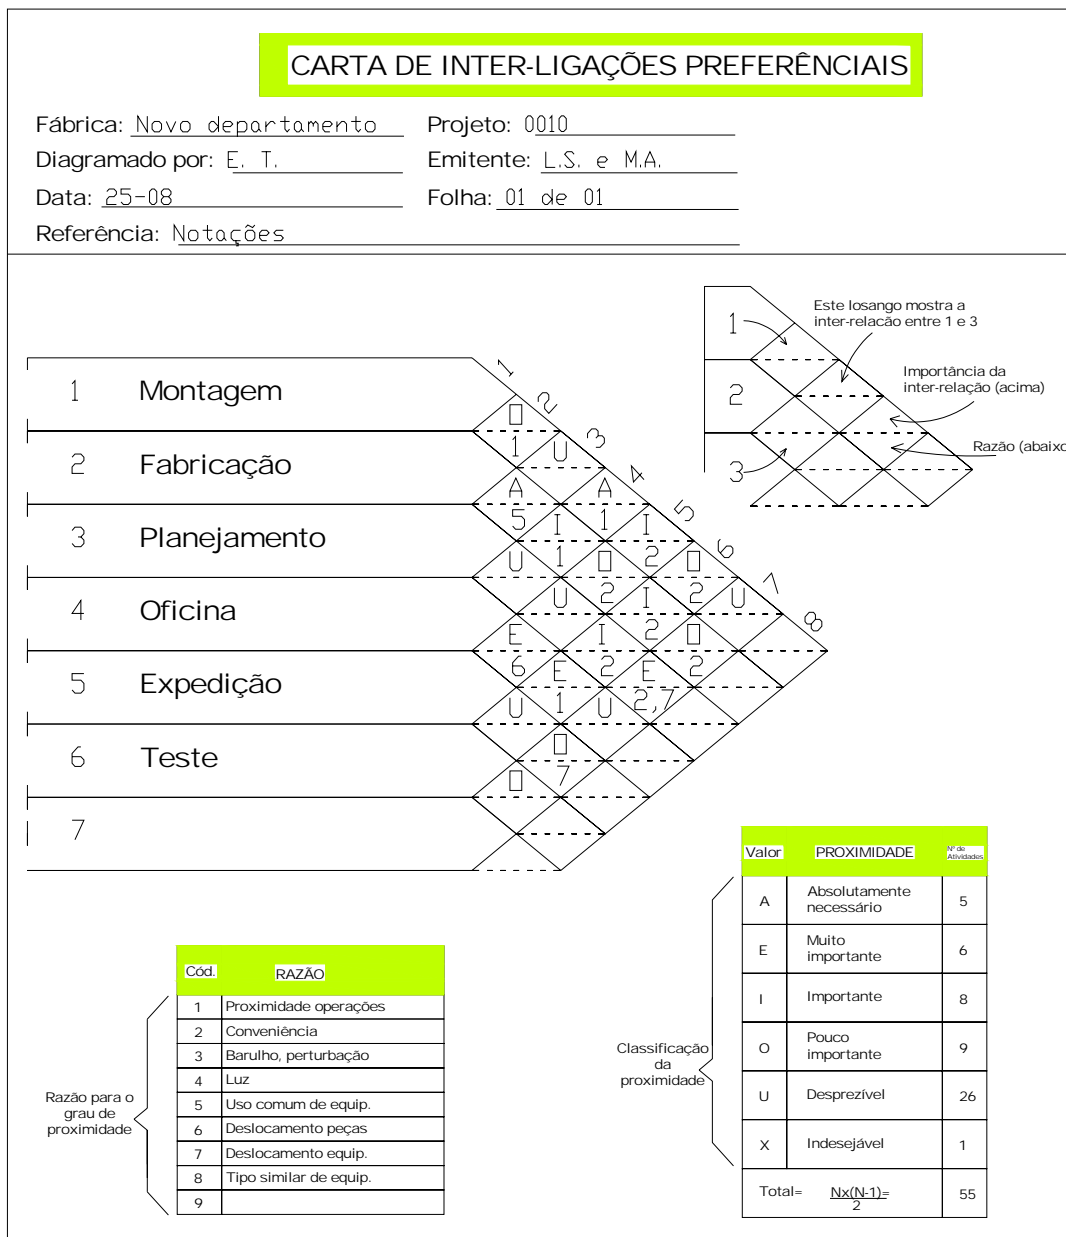 CARTA DE INTER-LIGAÇÕES PREFERÊNCIAIS
Fábrica: Novo departamento Projeto: 0010
Diagramado por: E. T. Emitente: L.S. e M.A.
Data: 25-08 Folha: 01 de 01
Referência: Notações
1
2
3
Este losango mostra a
inter-relacão entre 1 e 3
Importância da
inter-relação (acima)
Razão (abaixo
1 Montagem
2 Fabricação
3 Planejamento
4 Oficina
5 Expedição
6 Teste
7
1
2
3
4
5
6
7
8
O
1 U
A A
5 I 1 I
U 1 O 2 O
U 2 I 2 U
E I 2 O
6 E 2 E 2
U 1 U 2,7
O
O 7
Valor PROXIMIDADE Nº de
Atividades
A Absolutamente
necessário 5
E Muito
importante 6
I Importante 8
O Pouco
importante 9
U Desprezível 26
X Indesejável 1
Total= Nx(N-1)=
2 55
Classificação
da
proximidade
Cód. RAZÃO
1 Proximidade operações
2 Conveniência
3 Barulho, perturbação
4 Luz
5 Uso comum de equip.
6 Deslocamento peças
7 Deslocamento equip.
8 Tipo similar de equip.
9
Razão para o
grau de
proximidade